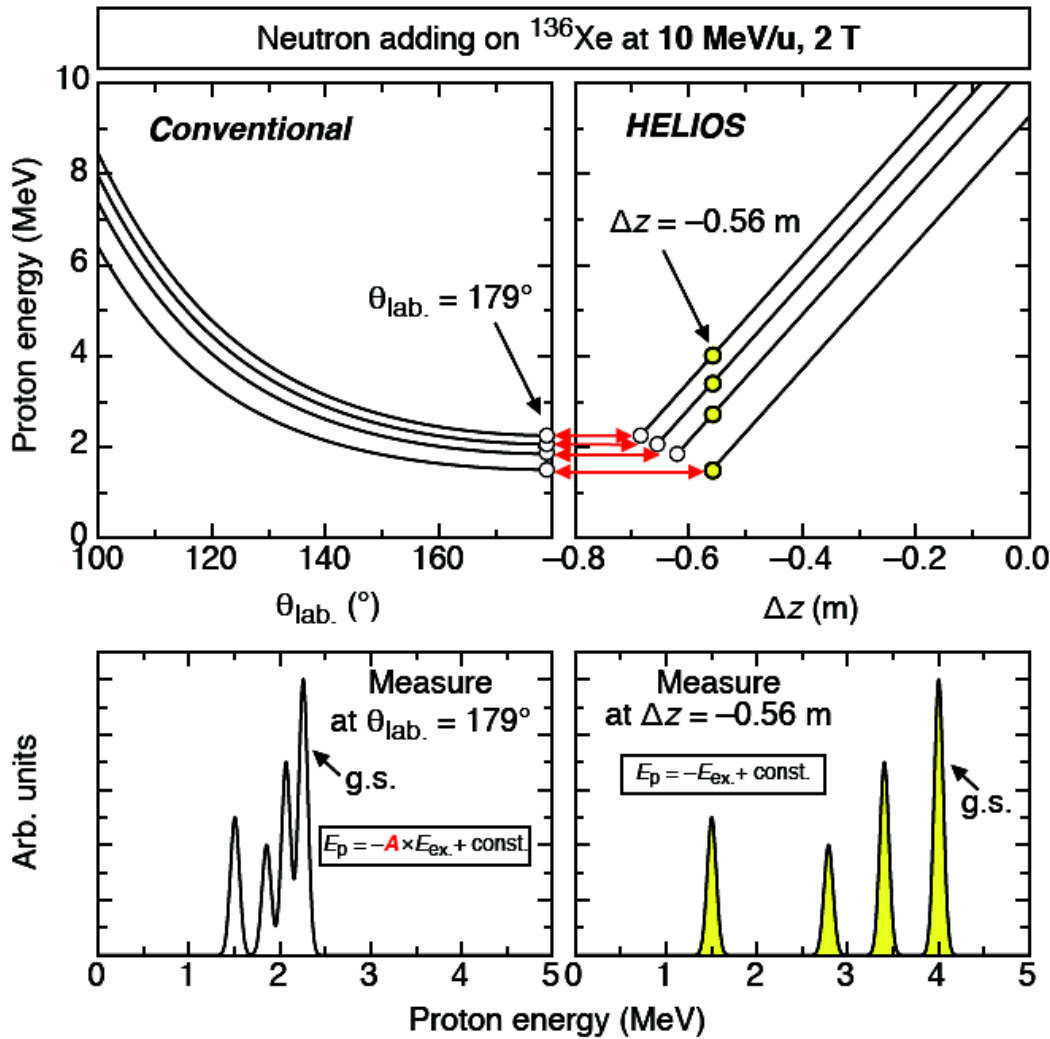 Neutron adding on ¹³⁶Xe at 10 MeV/u, 2 T
Proton energy (MeV)
10
8
6
4
2
0
Conventional
θlab. = 179°
100
120
140
160
θlab. (°)
HELIOS
Δz = −0.56 m
−0.8
−0.6
−0.4
−0.2
0.0
Δz (m)
Arb. units
Measure
at θlab. = 179°
g.s.
Ep = −A×Eex.+ const.
0
1
2
3
4
5
Measure
at Δz = −0.56 m
Ep = −Eex.+ const.
g.s.
0
1
2
3
4
5
Proton energy (MeV)